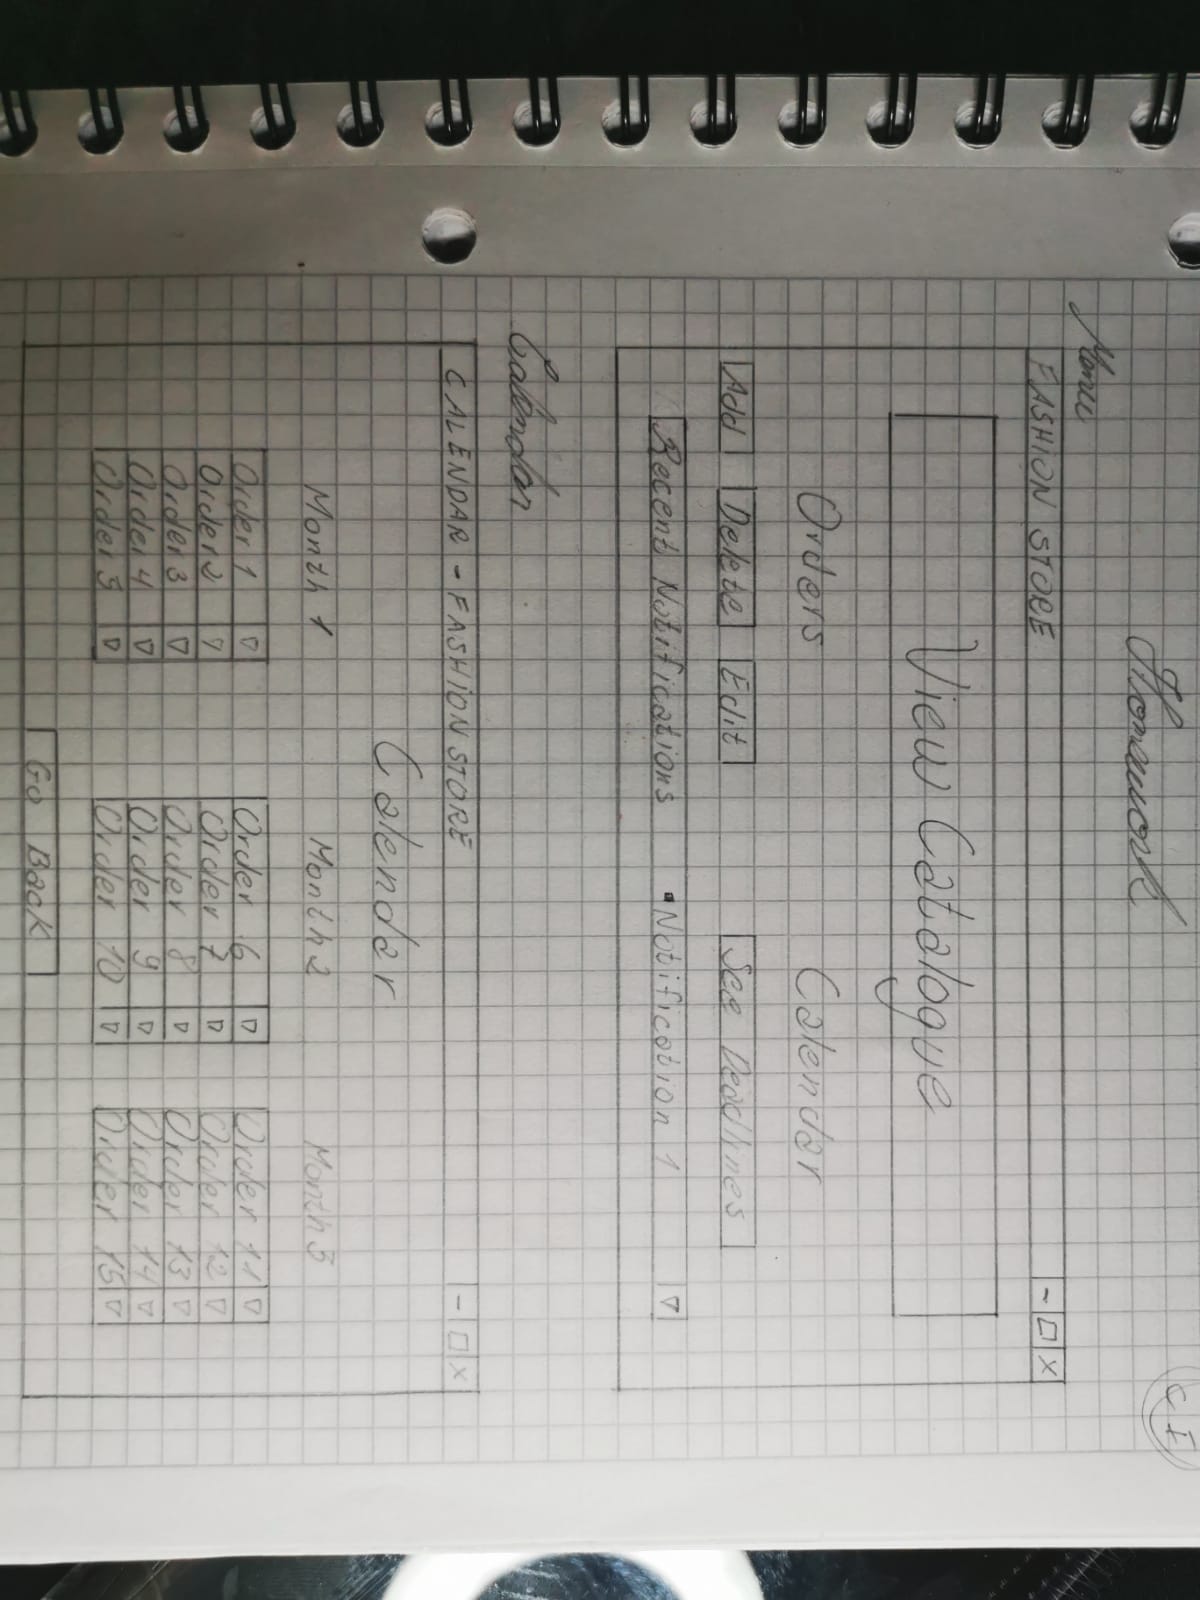 Homework
Menu
FASHION STORE - □ X
View Catalogue
Orders Calendar
Add Delete Edit See Deadlines
Recent Notifications ▪ Notification 1 ▽
Calendar
CALENDAR - FASHION STORE - □ X
Calendar
Month 1 Month 2 Month 3
Order 1 ▽ Order 6 ▽ Order 11 ▽
Order 2 ▽ Order 7 ▽ Order 12 ▽
Order 3 ▽ Order 8 ▽ Order 13 ▽
Order 4 ▽ Order 9 ▽ Order 14 ▽
Order 5 ▽ Order 10 ▽ Order 15 ▽
Go Back